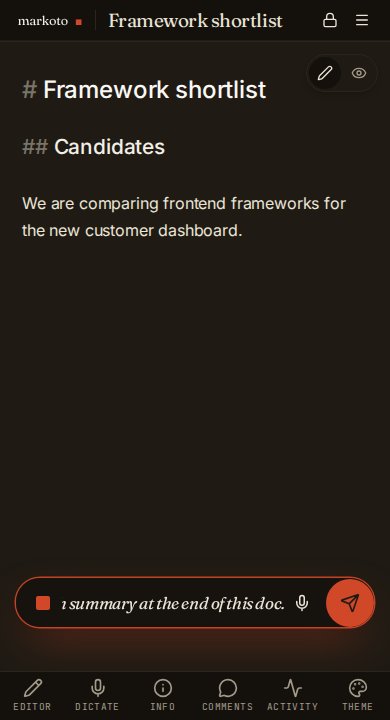 markoto
Framework shortlist
# Framework shortlist
## Candidates
We are comparing frontend frameworks for
the new customer dashboard.
summary at the end of this doc.
EDITOR DICTATE INFO COMMENTS ACTIVITY THEME